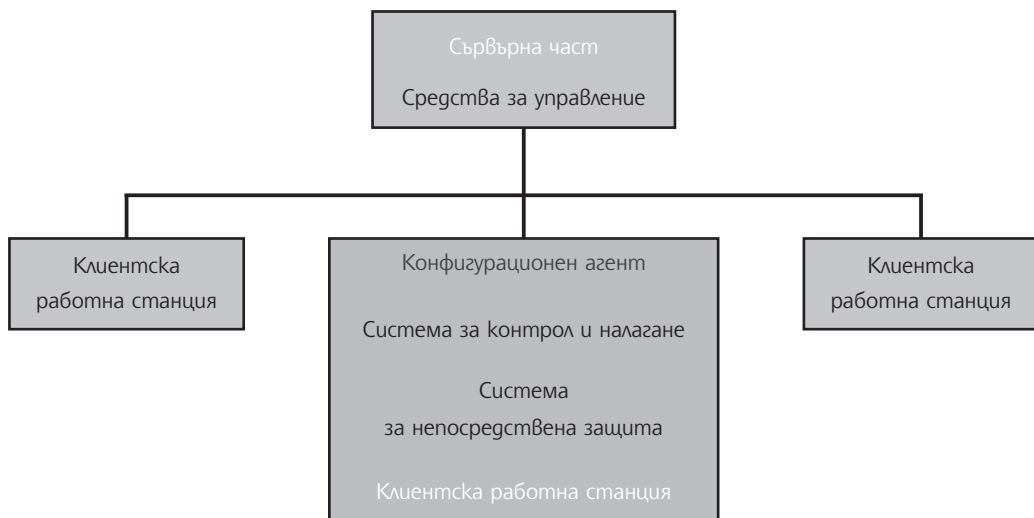 Сървърна част
Средства за управление
Клиентска
работна станция
Конфигурационен агент
Система за контрол и налагане
Система
за непосредствена защита
Клиентска работна станция
Клиентска
работна станция